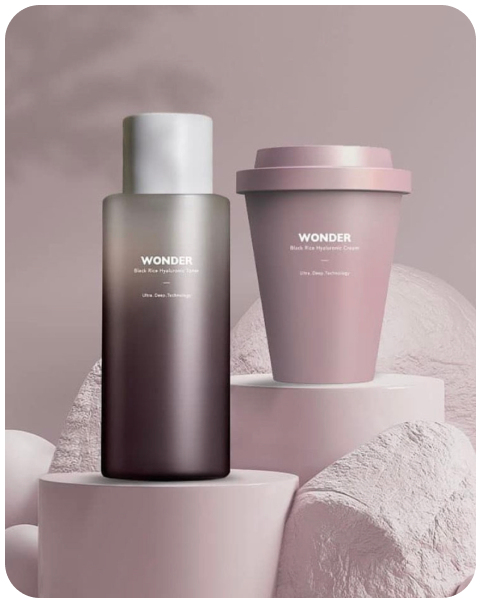 WONDER
Black Rice Hyaluronic Toner
Ultra. Deep. Technology.
WONDER
Black Rice Hyaluronic Cream
Ultra. Deep. Technology.